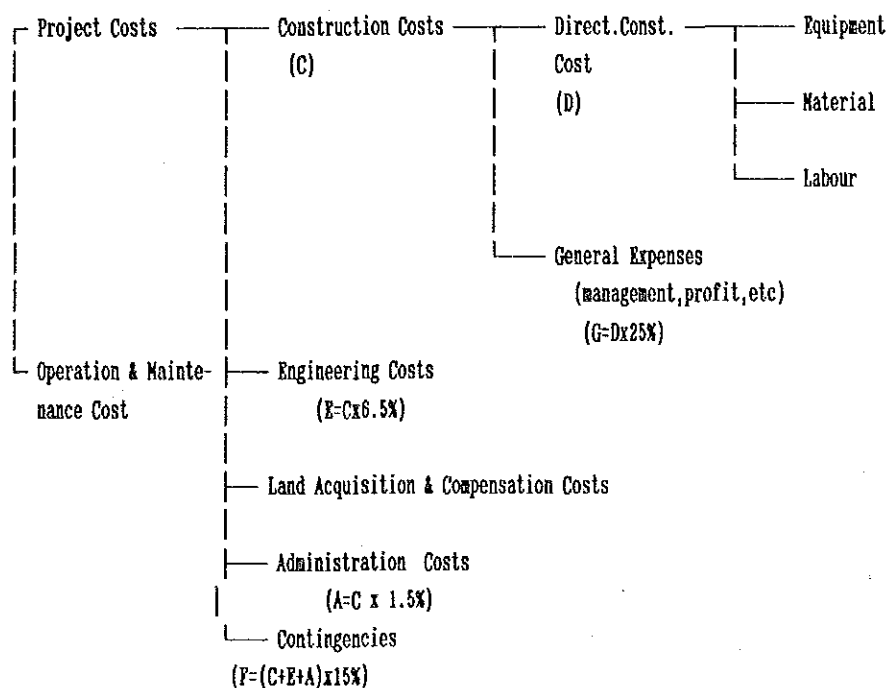 Project Costs
Construction Costs
(C)
Direct.Const.
Cost
(D)
Equipment
Material
Labour
General Expenses
(management,profit,etc)
(G=Dx25%)
Operation & Mainte-
nance Cost
Engineering Costs
(E=Cx6.5%)
Land Acquisition & Compensation Costs
Administration Costs
(A=C x 1.5%)
Contingencies
(F=(C+E+A)x15%)